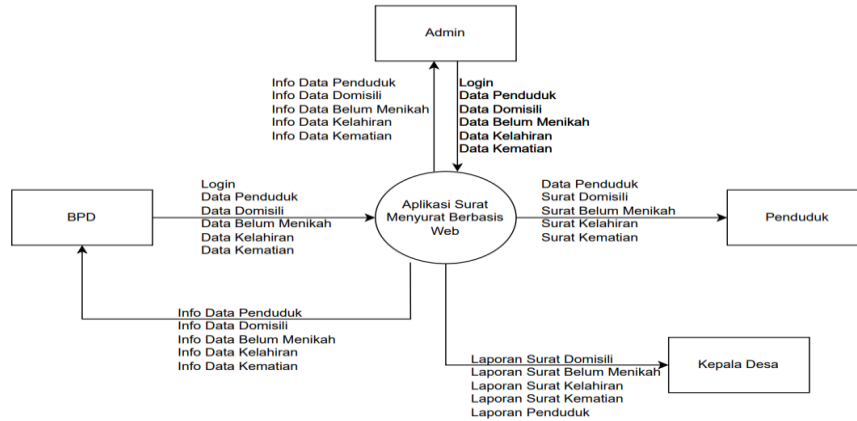 Admin
Info Data Penduduk
Info Data Domisili
Info Data Belum Menikah
Info Data Kelahiran
Info Data Kematian
Login
Data Penduduk
Data Domisili
Data Belum Menikah
Data Kelahiran
Data Kematian
BPD
Login
Data Penduduk
Data Domisili
Data Belum Menikah
Data Kelahiran
Data Kematian
Aplikasi Surat
Menyurat Berbasis
Web
Data Penduduk
Surat Domisili
Surat Belum Menikah
Surat Kelahiran
Surat Kematian
Penduduk
Info Data Penduduk
Info Data Domisili
Info Data Belum Menikah
Info Data Kelahiran
Info Data Kematian
Laporan Surat Domisili
Laporan Surat Belum Menikah
Laporan Surat Kelahiran
Laporan Surat Kematian
Laporan Penduduk
Kepala Desa